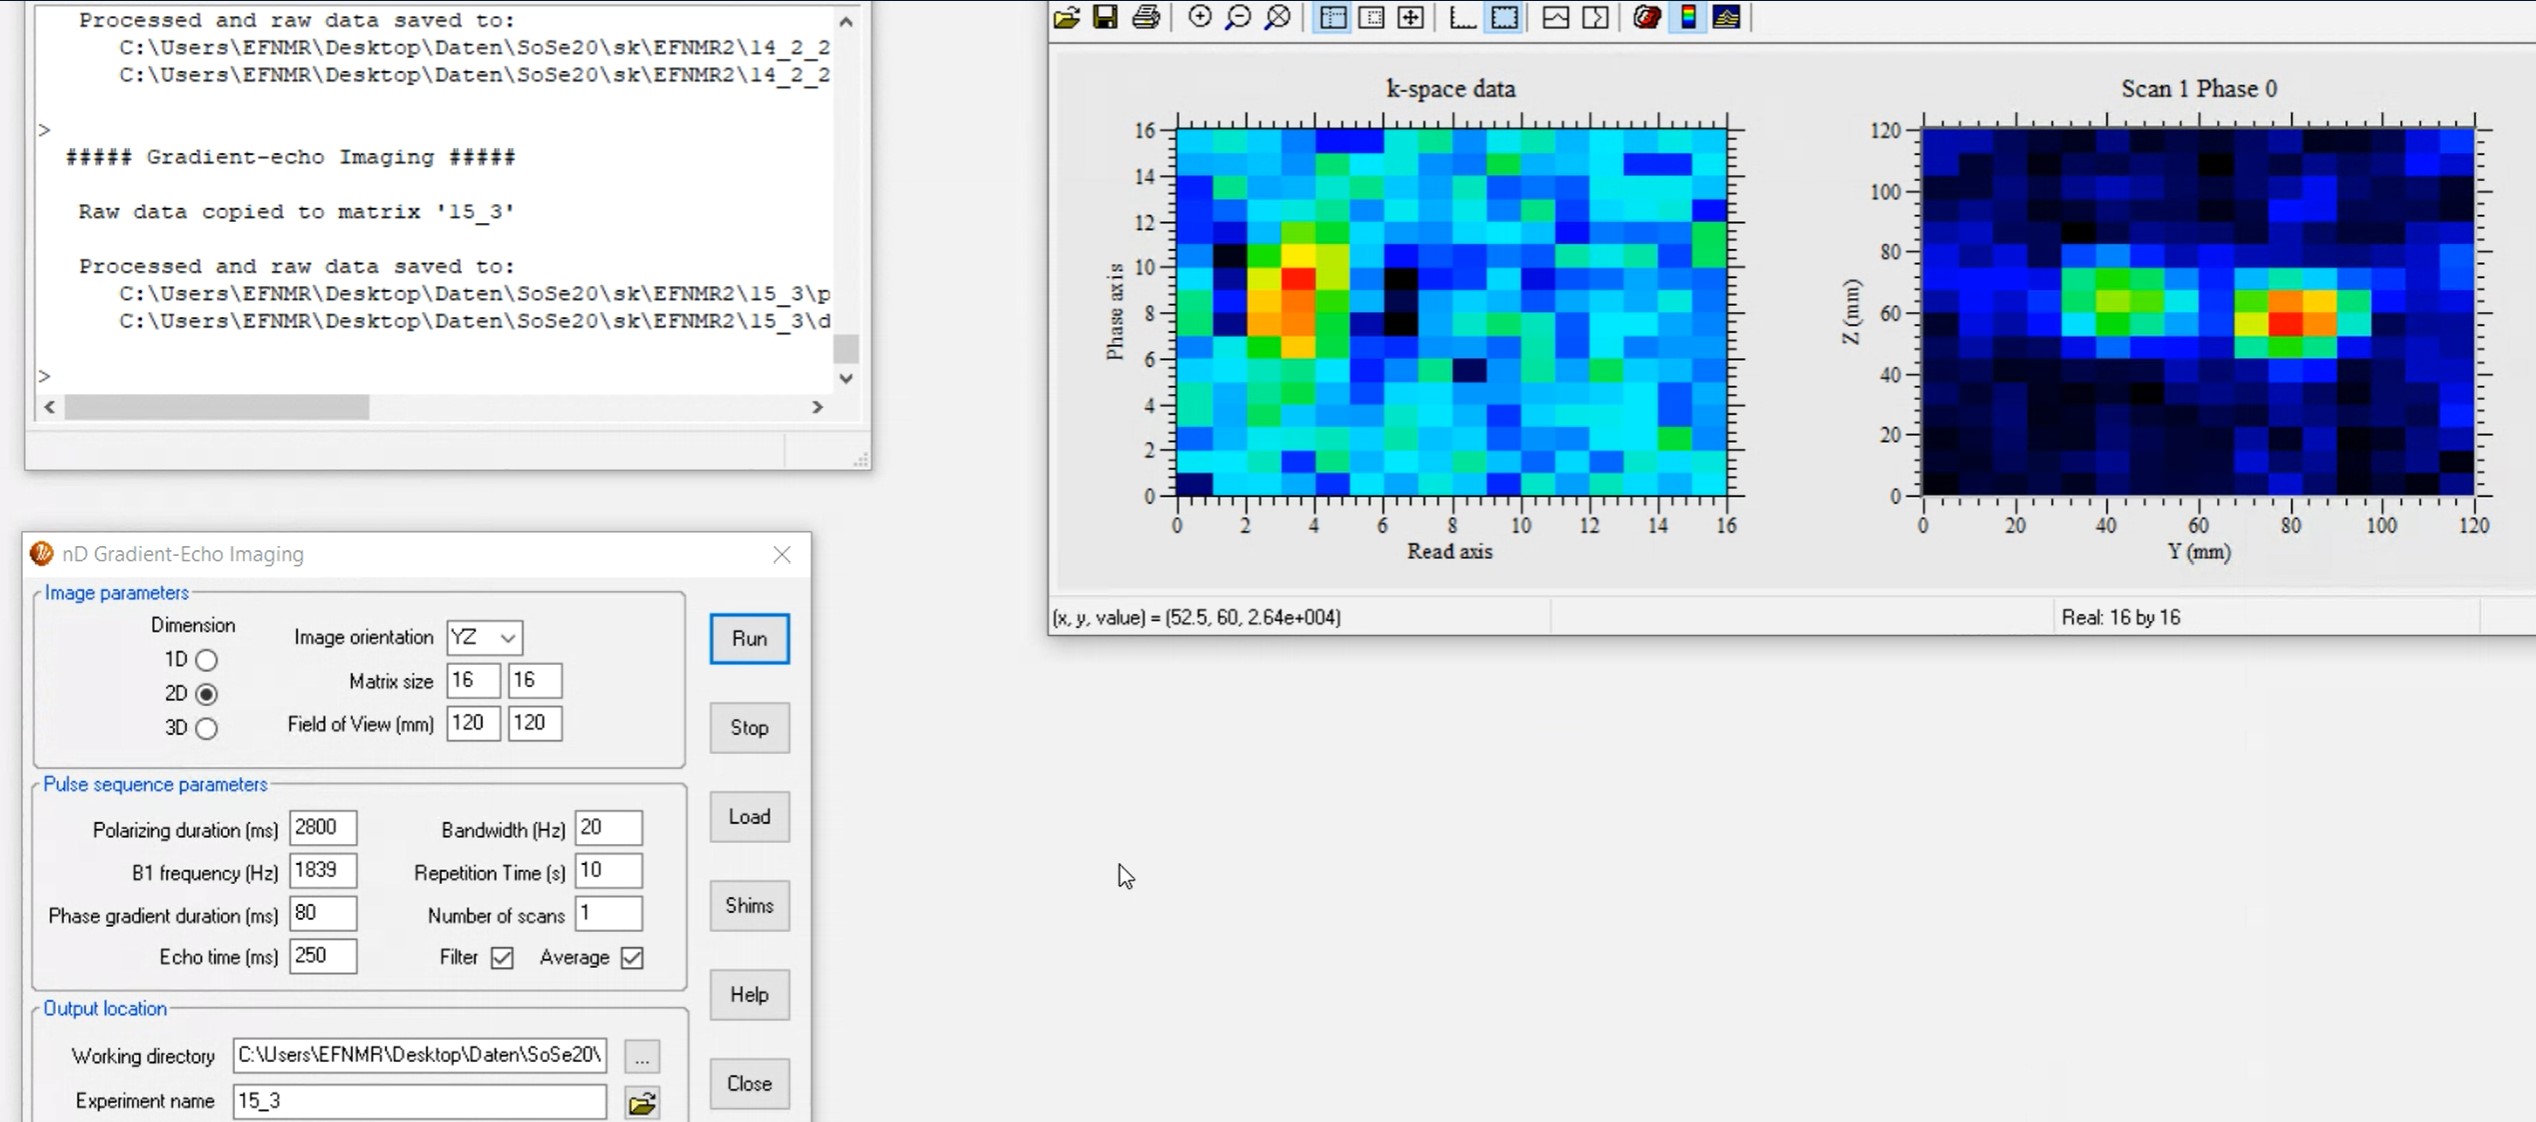 Processed and raw data saved to:
C:\Users\EFNMR\Desktop\Daten\SoSe20\sk\EFNMR2\14_2_2
C:\Users\EFNMR\Desktop\Daten\SoSe20\sk\EFNMR2\14_2_2
>
##### Gradient-echo Imaging #####
Raw data copied to matrix '15_3'
Processed and raw data saved to:
C:\Users\EFNMR\Desktop\Daten\SoSe20\sk\EFNMR2\15_3\p
C:\Users\EFNMR\Desktop\Daten\SoSe20\sk\EFNMR2\15_3\d
>
k-space data
16
14
12
10
8
6
4
2
0
Phase axis
0 2 4 6 8 10 12 14 16
Read axis
Scan 1 Phase 0
120
100
80
60
40
20
0
Z (mm)
0 20 40 60 80 100 120
Y (mm)
(x, y, value) = (52.5, 60, 2.64e+004)
Real: 16 by 16
nD Gradient-Echo Imaging
Image parameters
Dimension
1D
2D
3D
Image orientation YZ
Matrix size 16 16
Field of View (mm) 120 120
Pulse sequence parameters
Polarizing duration (ms) 2800
Bandwidth (Hz) 20
B1 frequency (Hz) 1839
Repetition Time (s) 10
Phase gradient duration (ms) 80
Number of scans 1
Echo time (ms) 250
Filter Average
Output location
Working directory C:\Users\EFNMR\Desktop\Daten\SoSe20\
...
Experiment name 15_3
Run
Stop
Load
Shims
Help
Close